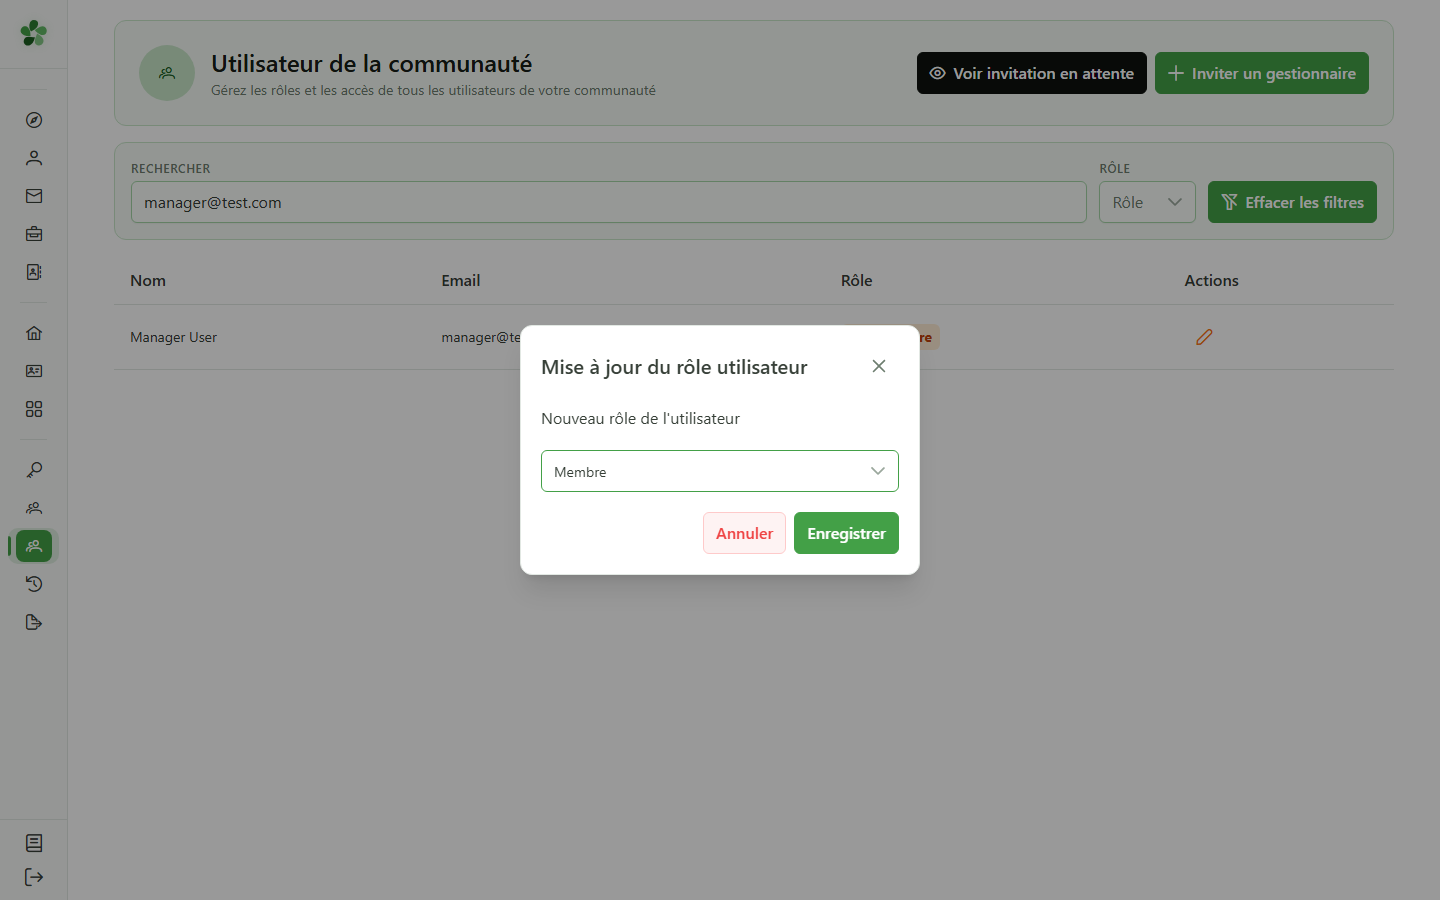 Utilisateur de la communauté
Gérez les rôles et les accès de tous les utilisateurs de votre communauté
Voir invitation en attente
Inviter un gestionnaire
RECHERCHER
manager@test.com
RÔLE
Rôle
Effacer les filtres
Nom Email Rôle Actions
Manager User manager@te re
Mise à jour du rôle utilisateur
Nouveau rôle de l'utilisateur
Membre
Annuler
Enregistrer